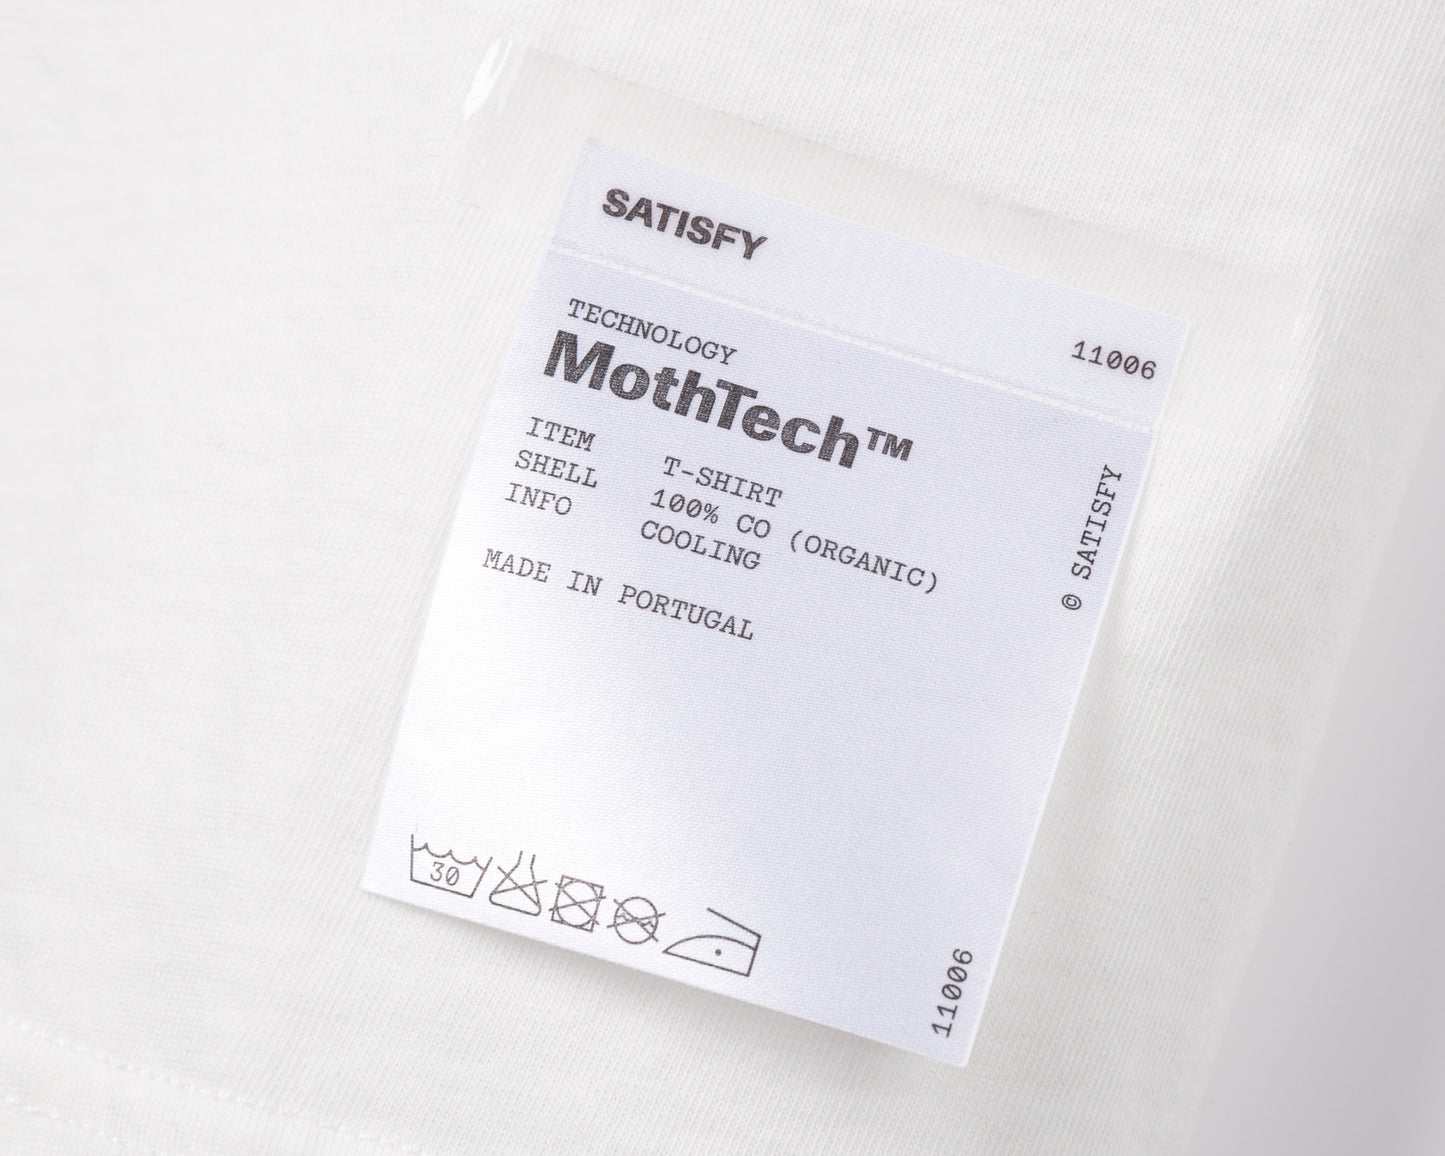 SATISFY
11006
TECHNOLOGY
MothTech™
ITEM T-SHIRT
SHELL 100% CO (ORGANIC)
INFO COOLING
MADE IN PORTUGAL
© SATISFY
30
11006